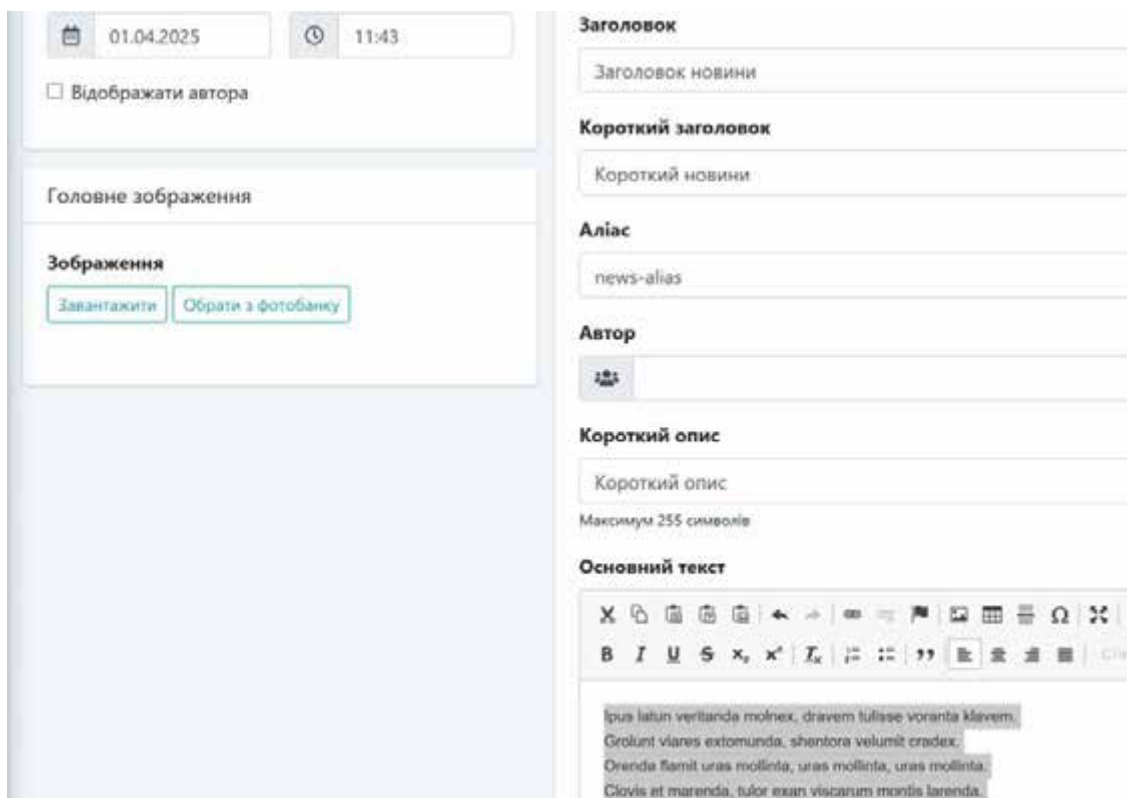 01.04.2025
11:43
Відображати автора
Головне зображення
Зображення
Завантажити
Обрати з фотобанку
Заголовок
Заголовок новини
Короткий заголовок
Короткий новини
Аліас
news-alias
Автор
Короткий опис
Короткий опис
Максимум 255 символів
Основний текст
Ipus latun veritanda molnex, dravem tulisse voranta klavem.
Grolunt viares extomunda, shentora velumit cradex.
Orenda flamit uras mollinta, uras mollinta, uras mollinta.
Clovis et marenda, tulor exan viscarum montis larenda.